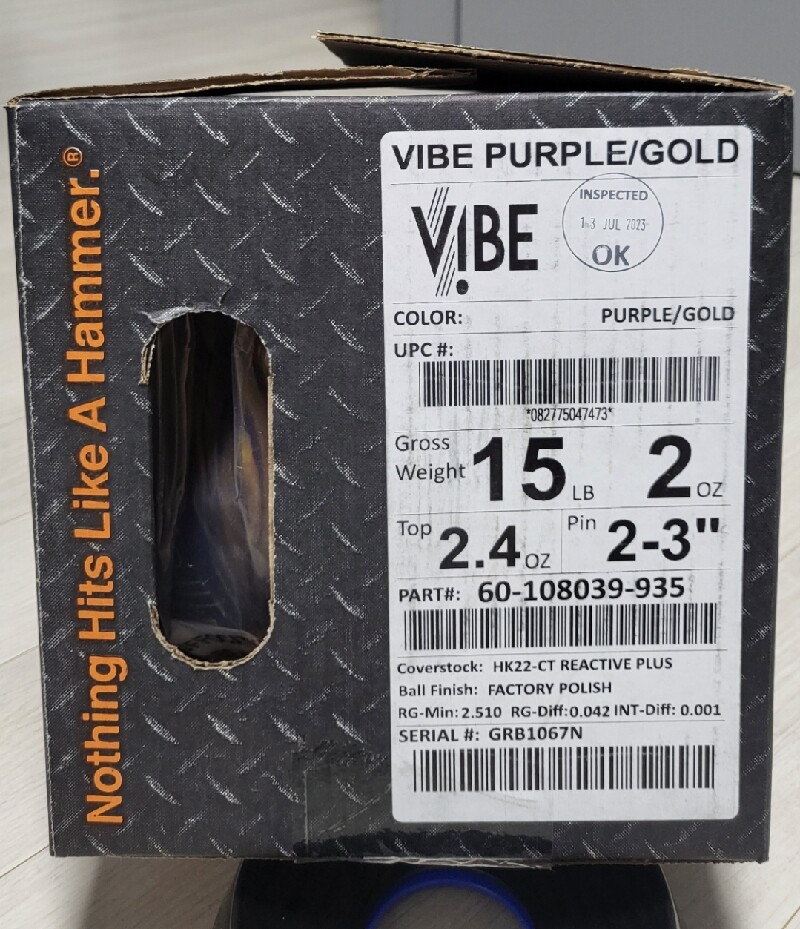 Nothing Hits Like A Hammer.®
VIBE PURPLE/GOLD
VIBE
INSPECTED
13 JUL 2023
OK
COLOR: PURPLE/GOLD
UPC #:
*082775047473*
Gross Weight 15 LB 2 OZ
Top 2.4 OZ Pin 2-3"
PART#: 60-108039-935
Coverstock: HK22-CT REACTIVE PLUS
Ball Finish: FACTORY POLISH
RG-Min: 2.510 RG-Diff: 0.042 INT-Diff: 0.001
SERIAL #: GRB1067N